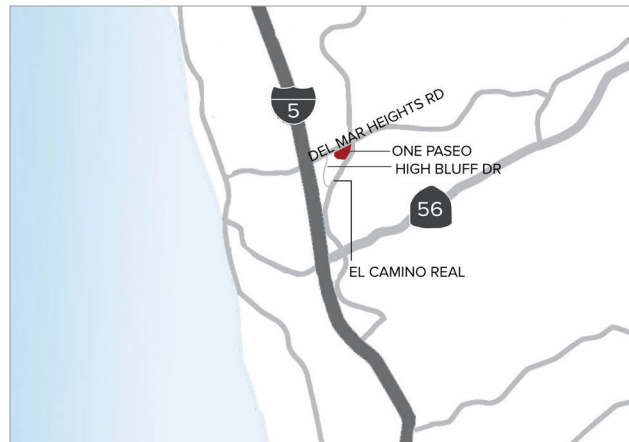 5
DEL MAR HEIGHTS RD
ONE PASEO
HIGH BLUFF DR
56
EL CAMINO REAL